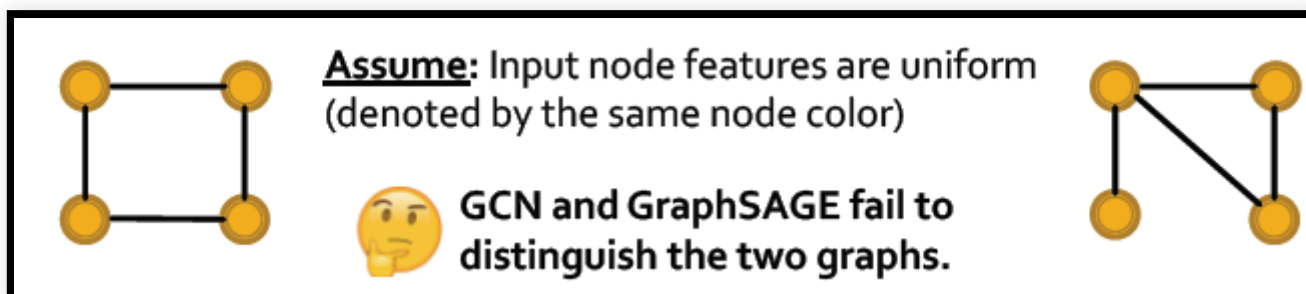 Assume: Input node features are uniform
(denoted by the same node color)
GCN and GraphSAGE fail to
distinguish the two graphs.